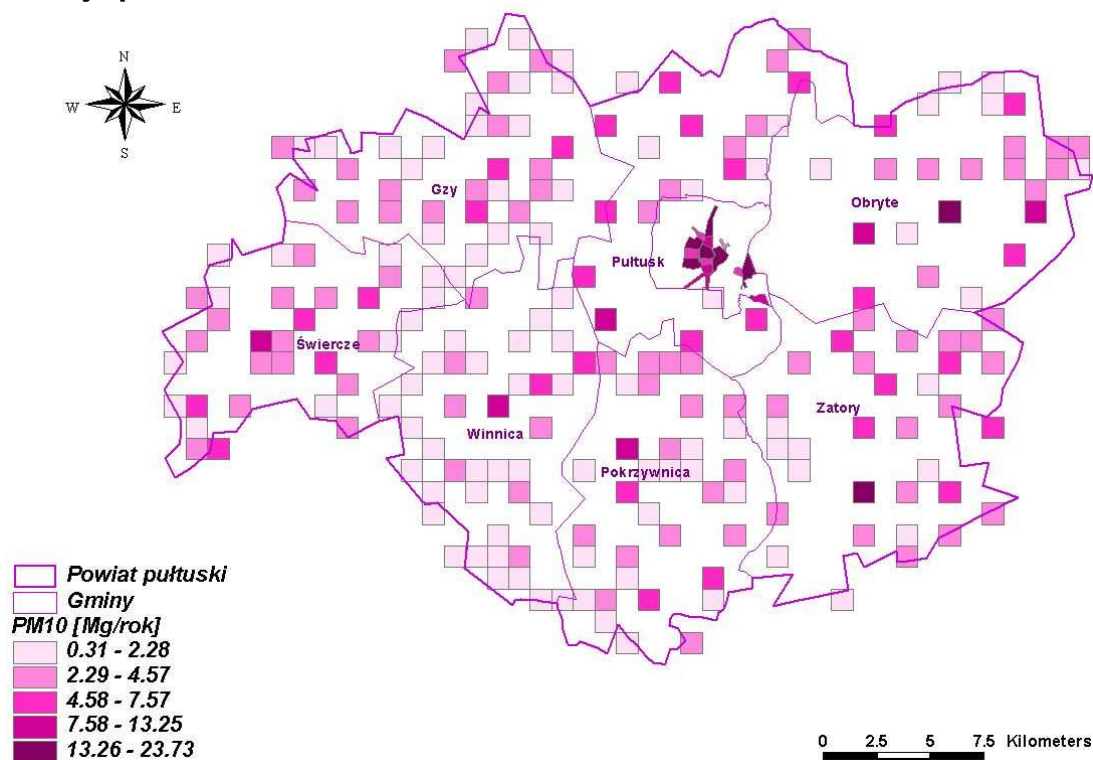 N
W E
S
Gzy
Obryte
Pułtusk
Świercze
Zatory
Winnica
Pokrzywnica
Powiat pułtuski
Gminy
PM10 [Mg/rok]
0.31 - 2.28
2.29 - 4.57
4.58 - 7.57
7.58 - 13.25
13.26 - 23.73
0 2.5 5 7.5 Kilometers